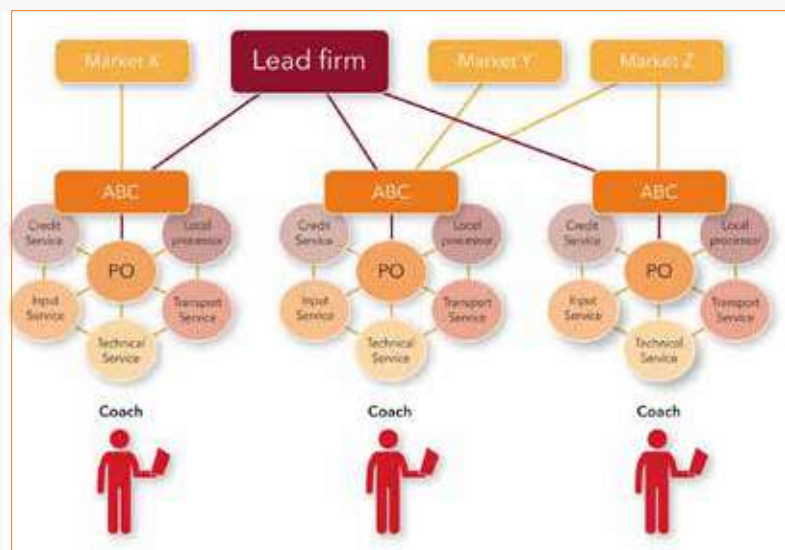 Market X
Lead firm
Market Y
Market Z
ABC
ABC
ABC
Credit
Service
Local
processor
PO
Input
Service
Transport
Service
Technical
Service
Credit
Service
Local
processor
PO
Input
Service
Transport
Service
Technical
Service
Credit
Service
Local
processor
PO
Input
Service
Transport
Service
Technical
Service
Coach
Coach
Coach